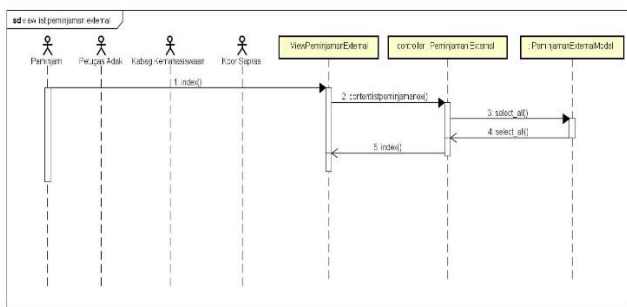 sd view list peminjaman external
Peminjam
Petugas Adak
Kabag Kemahasiswaan
Koor Sapras
ViewPeminjamanExternal
controller : Peminjaman External
: PeminjamanExternalModel
1: index()
2: contentlistpeminjamanex()
3: select_all()
4: select_all()
5: index()